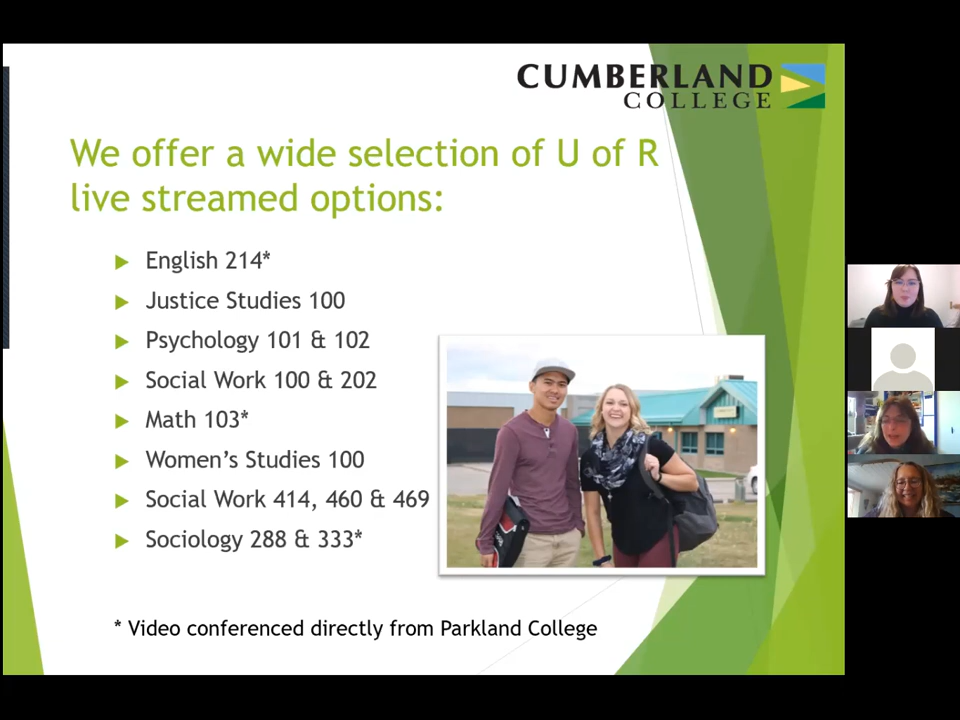 CUMBERLAND
COLLEGE
We offer a wide selection of U of R
live streamed options:
English 214*
Justice Studies 100
Psychology 101 & 102
Social Work 100 & 202
Math 103*
Women's Studies 100
Social Work 414, 460 & 469
Sociology 288 & 333*
* Video conferenced directly from Parkland College